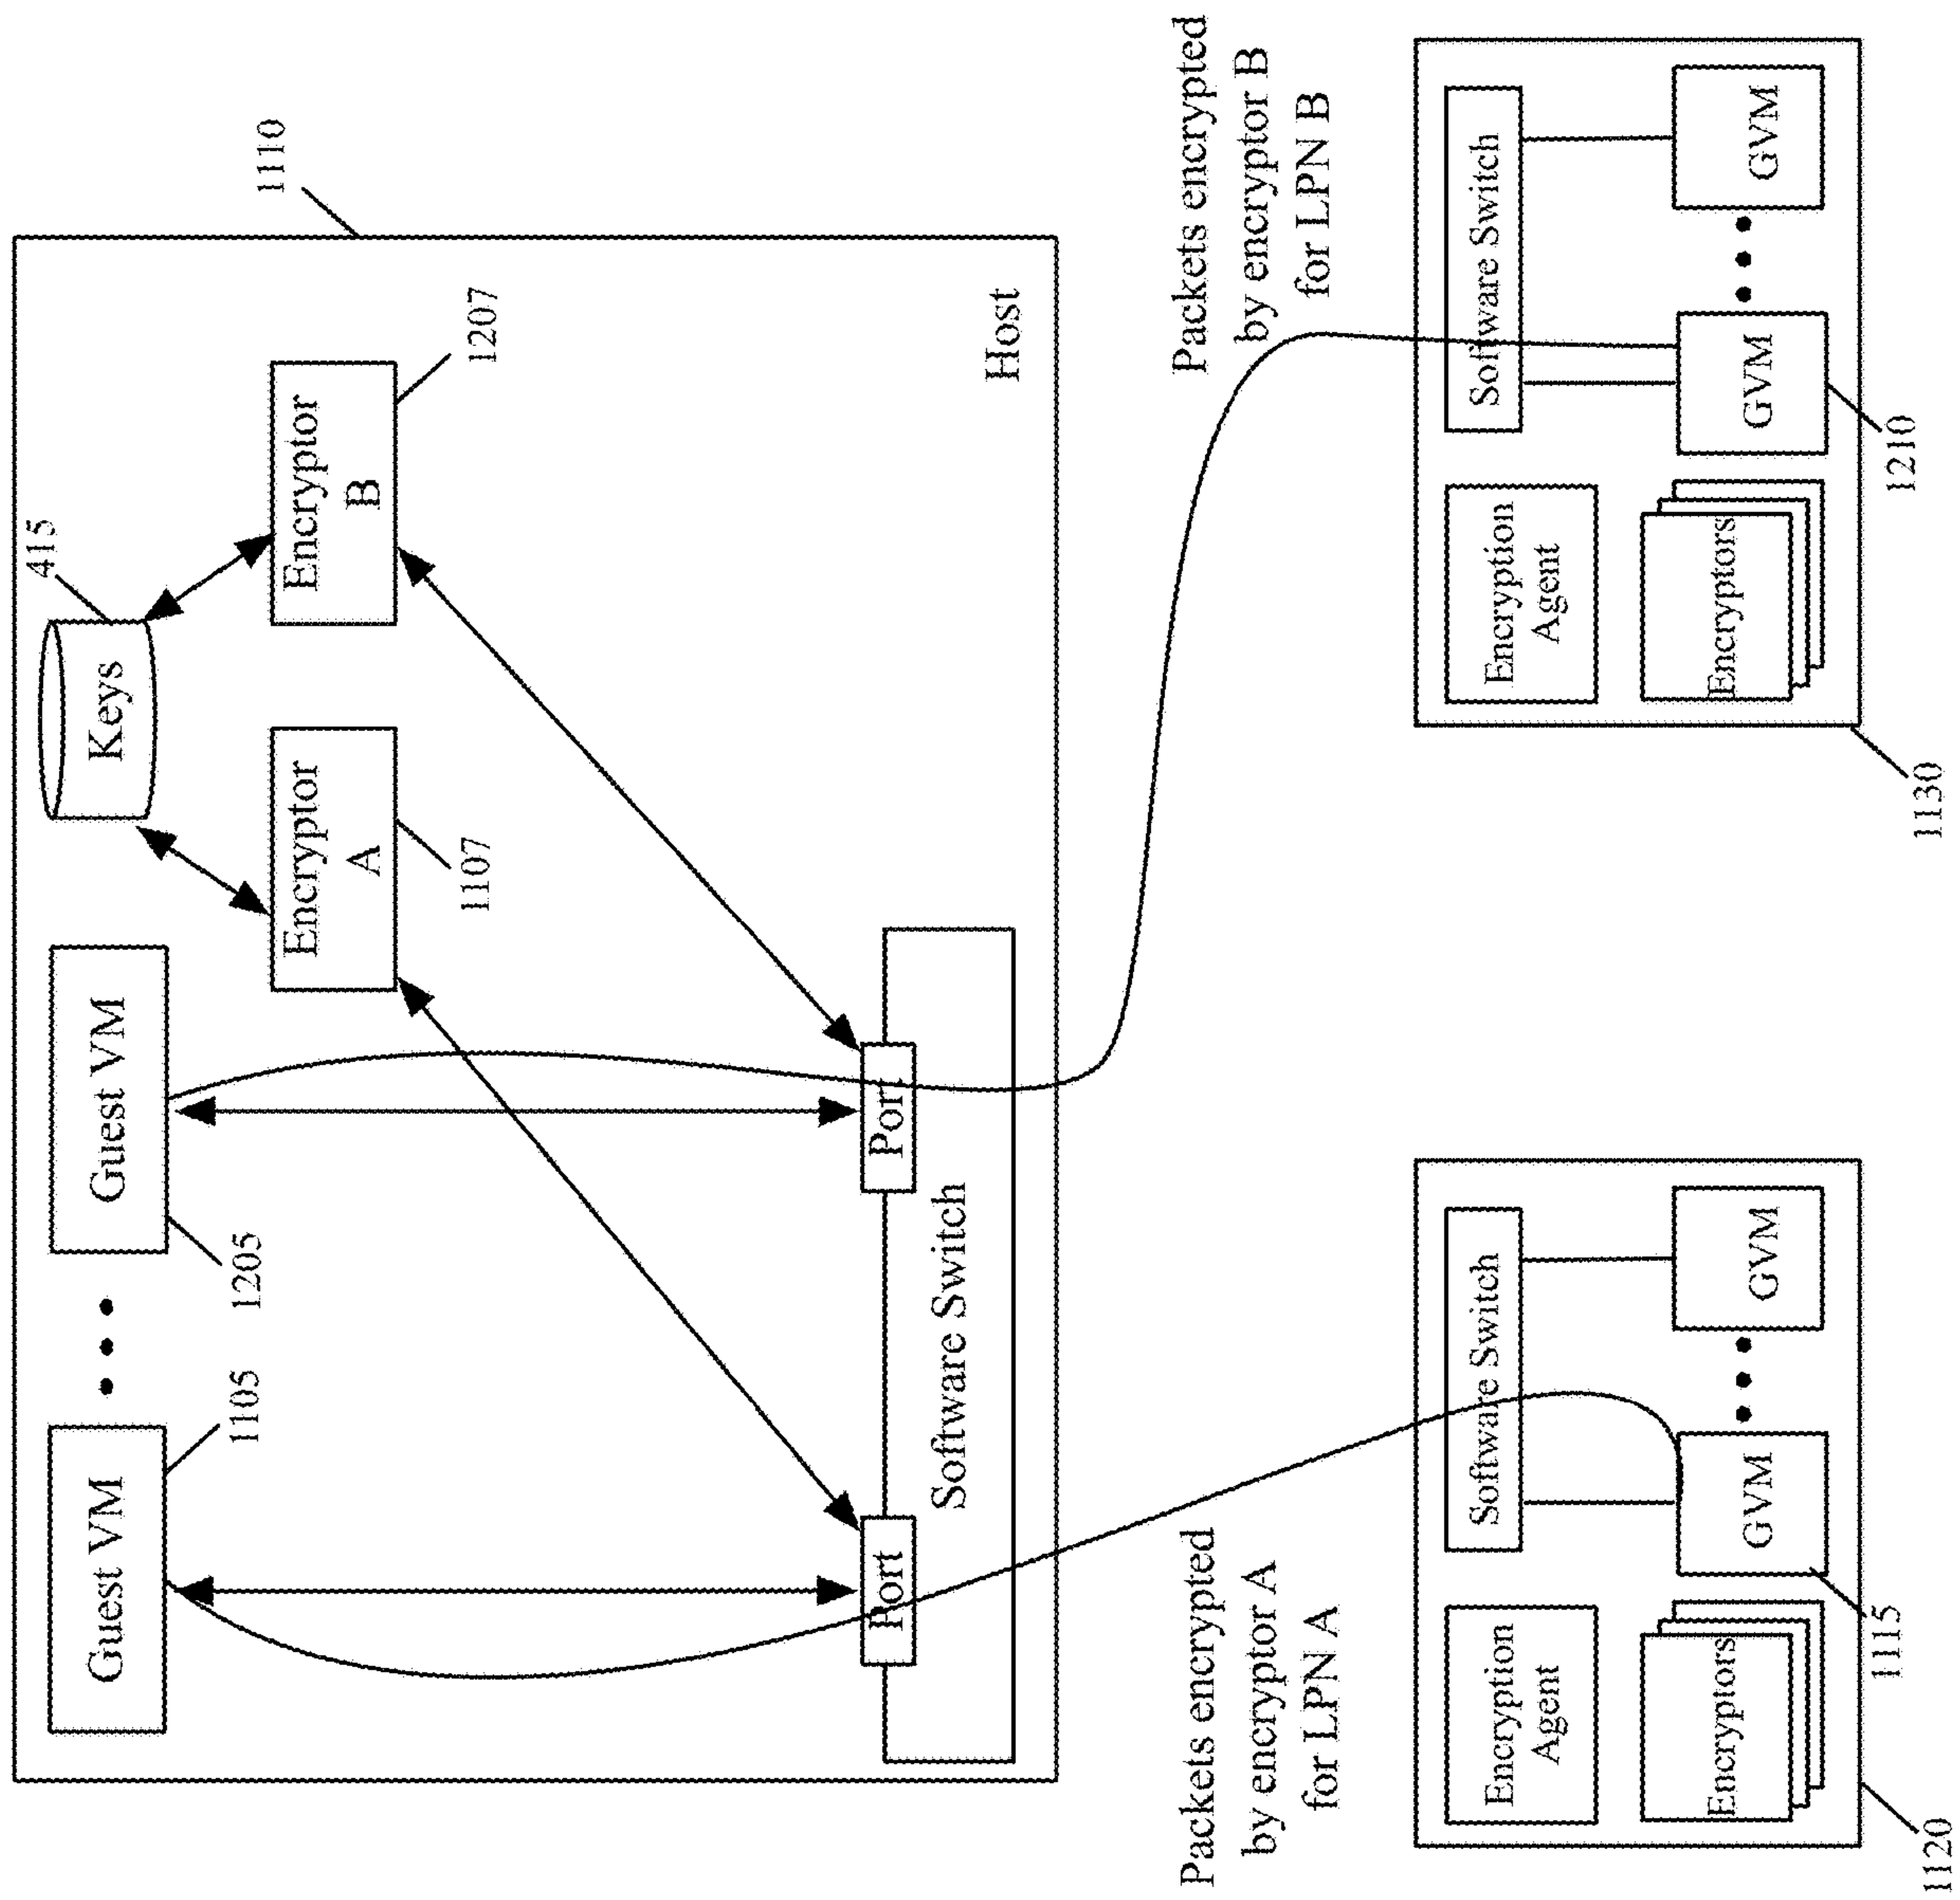 1110
415
Keys
Guest VM
1105
Guest VM
1205
Encryptor
A
1107
Encryptor
B
1207
Port
Port
Software Switch
Host
Packets encrypted
by encryptor A
for LPN A
Packets encrypted
by encryptor B
for LPN B
Encryption
Agent
Software Switch
Encryptors
GVM
GVM
1120
1115
Encryption
Agent
Software Switch
Encryptors
GVM
GVM
1130
1210